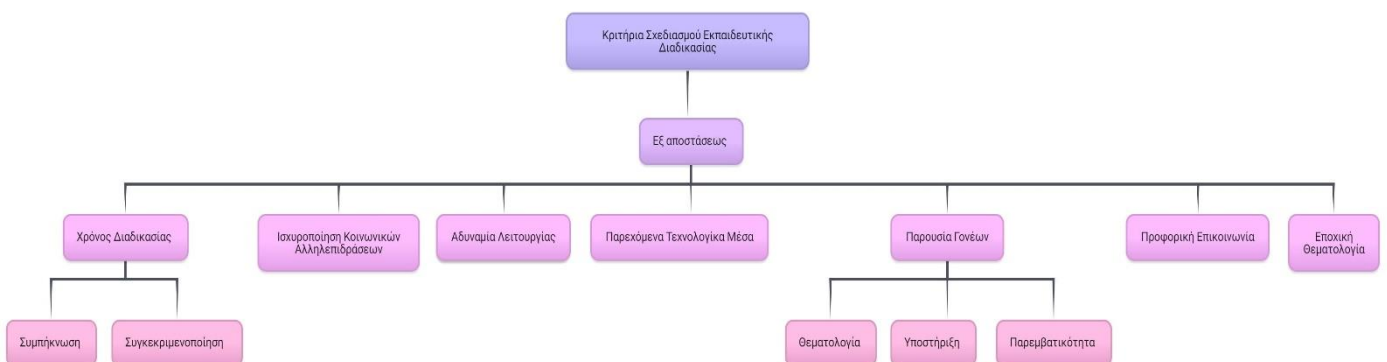 Κριτήρια Σχεδιασμού Εκπαιδευτικής
Διαδικασίας
Εξ αποστάσεως
Χρόνος Διαδικασίας
Ισχυροποίηση Κοινωνικών
Αλληλεπιδράσεων
Αδυναμία Λειτουργίας
Παρεχόμενα Τεχνολογίκα Μέσα
Παρουσία Γονέων
Προφορική Επικοινωνία
Εποχική
Θεματολογία
Συμπήκνωση
Συγκεκριμενοποίηση
Θεματολογία
Υποστήριξη
Παρεμβατικότητα